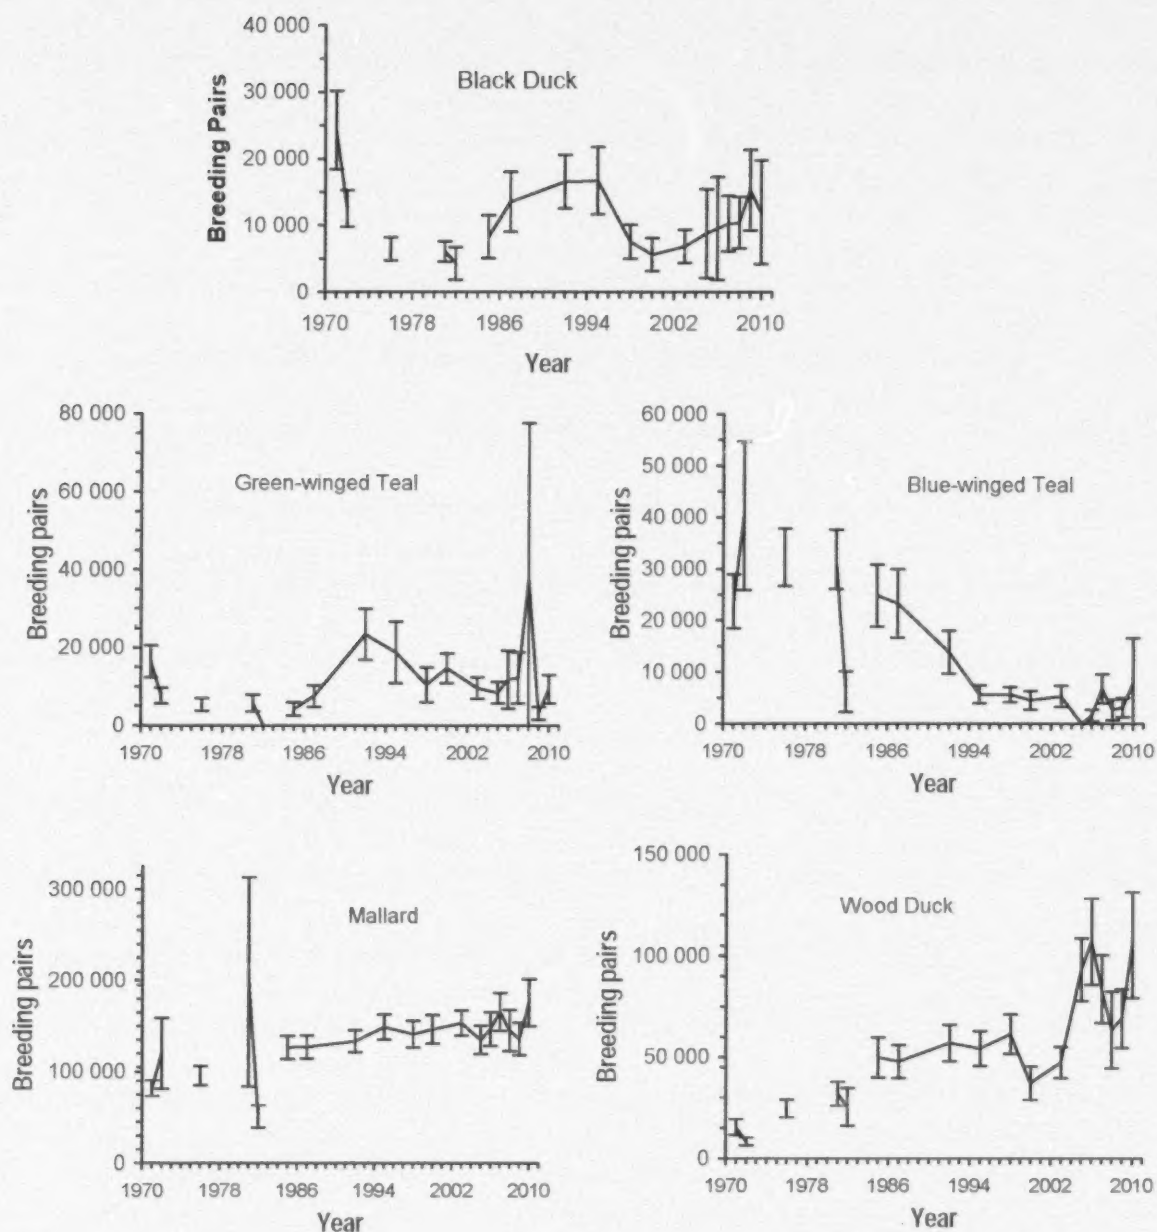 40 000
30 000
20 000
10 000
0
Breeding Pairs
Black Duck
1970 1978 1986 1994 2002 2010
Year
80 000
60 000
40 000
20 000
0
Breeding pairs
Green-winged Teal
1970 1978 1986 1994 2002 2010
Year
60 000
50 000
40 000
30 000
20 000
10 000
0
Breeding pairs
Blue-winged Teal
1970 1978 1986 1994 2002 2010
Year
300 000
200 000
100 000
0
Breeding pairs
Mallard
1970 1978 1986 1994 2002 2010
Year
150 000
100 000
50 000
0
Breeding pairs
Wood Duck
1970 1978 1986 1994 2002 2010
Year